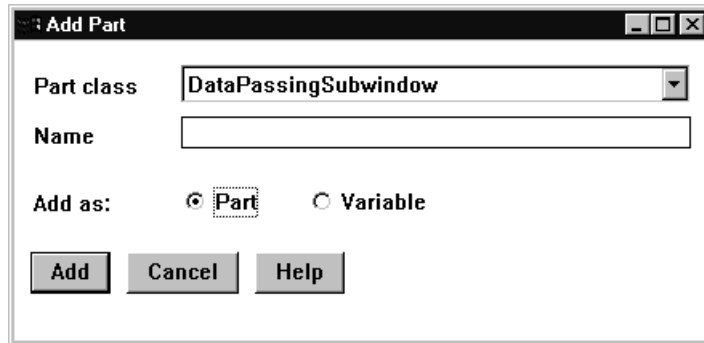 Add Part
Part class DataPassingSubwindow
Name
Add as: Part Variable
Add Cancel Help